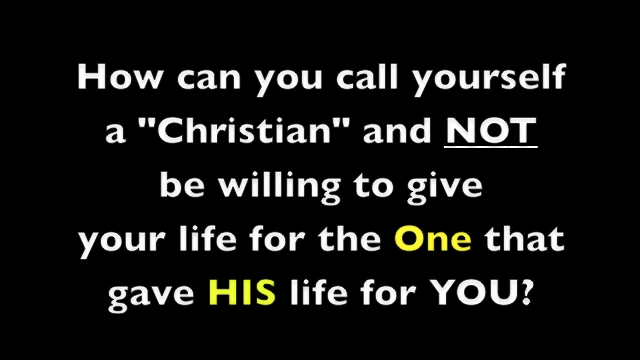 How can you call yourself
a "Christian" and NOT
be willing to give
your life for the One that
gave HIS life for YOU?